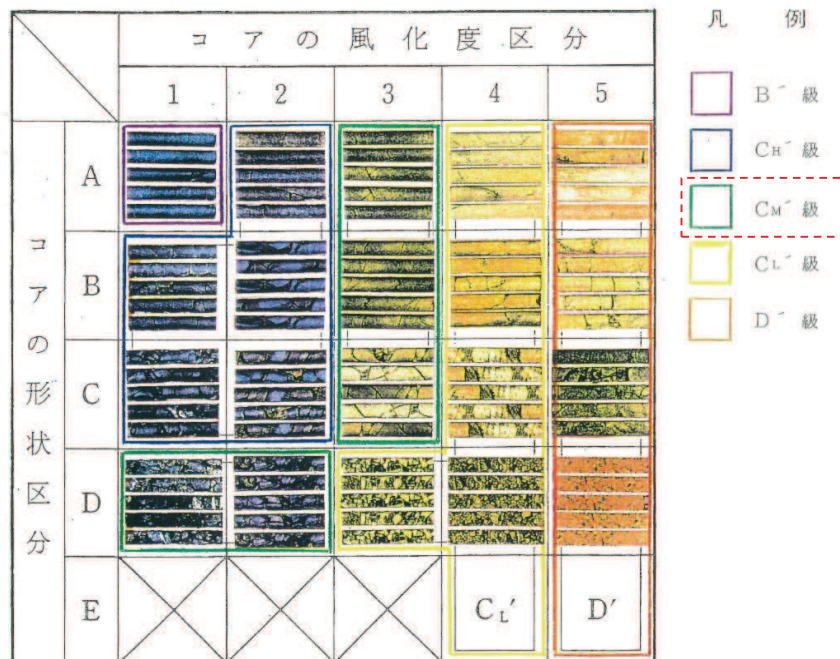 コアの風化度区分
1 2 3 4 5
コアの形状区分
A
B
C
D
E CL′ D′
凡例
B′級
CH′級
CM′級
CL′級
D′級